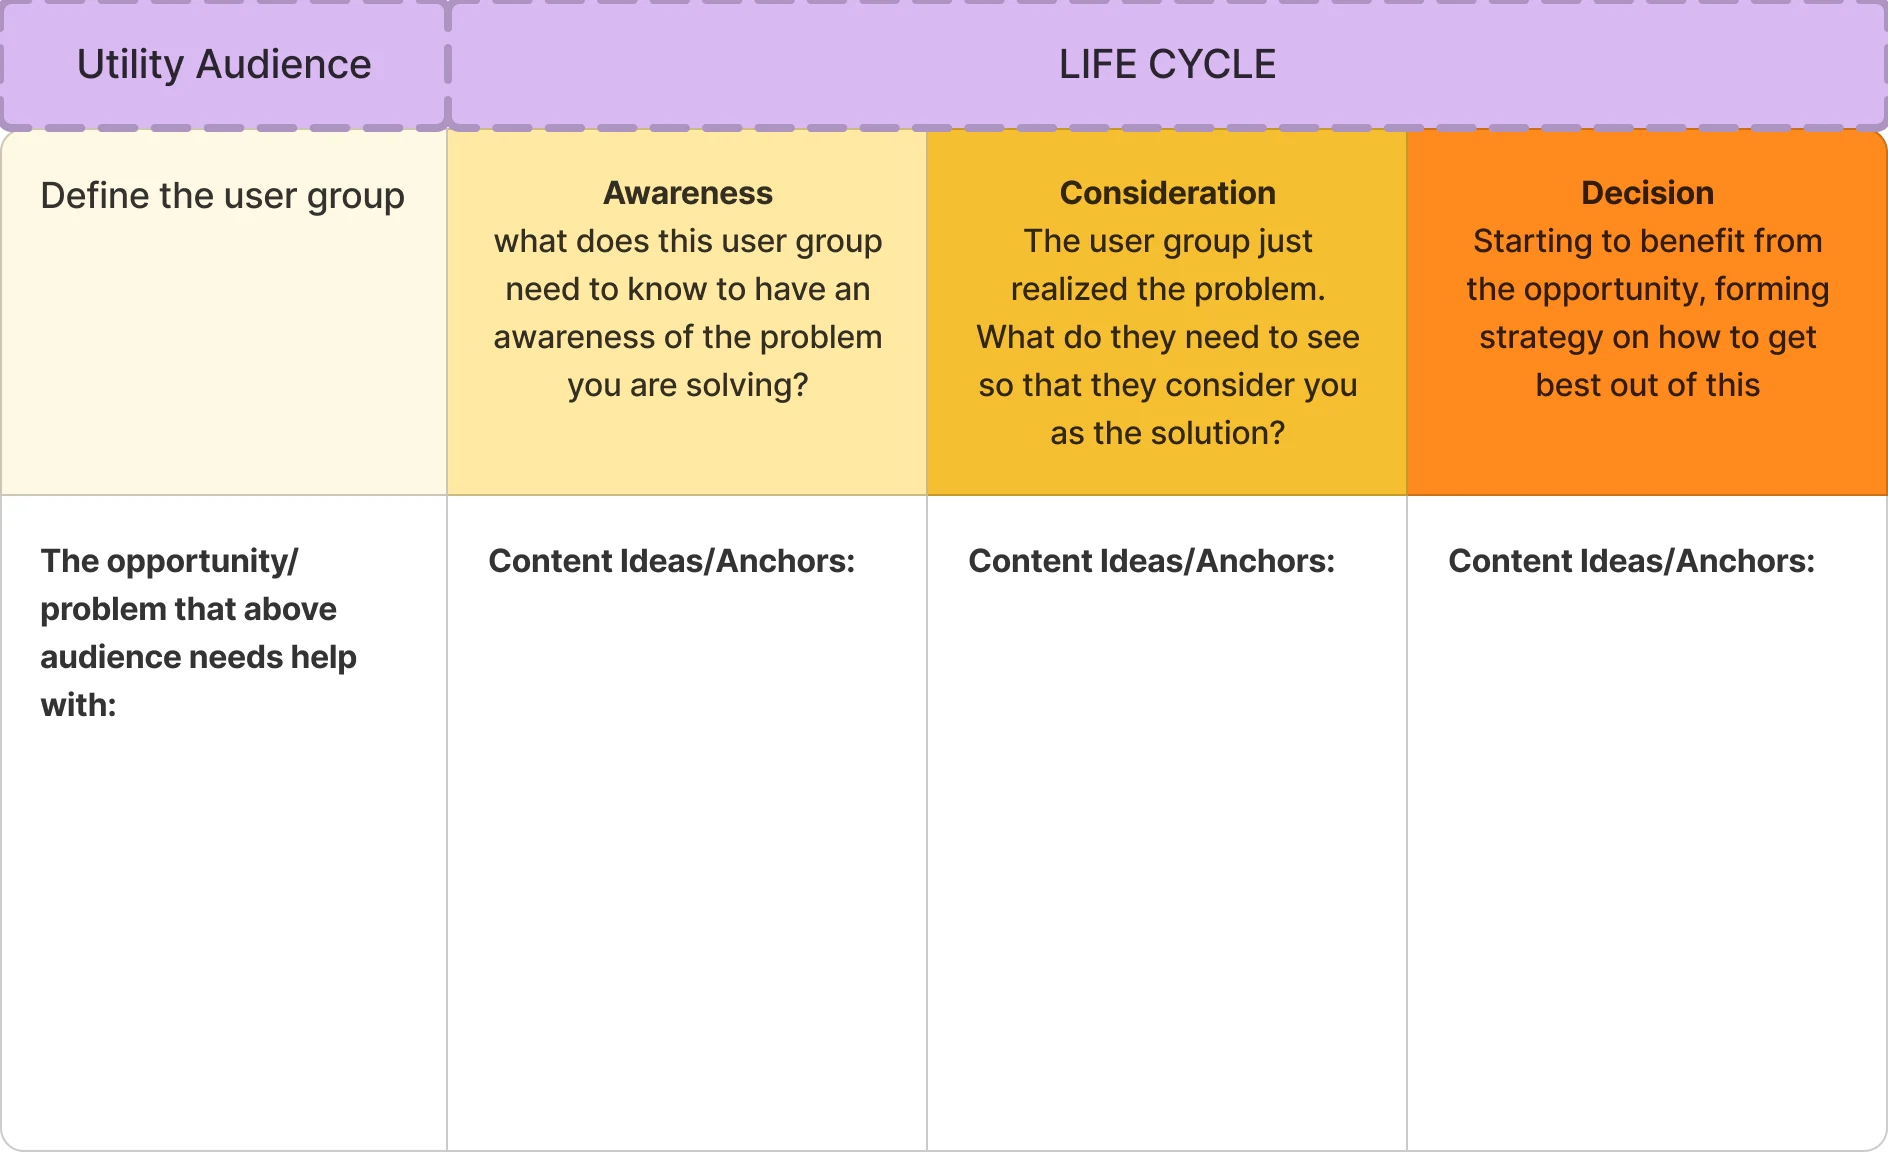 Utility Audience
LIFE CYCLE
Define the user group
Awareness
what does this user group
need to know to have an
awareness of the problem
you are solving?
Consideration
The user group just
realized the problem.
What do they need to see
so that they consider you
as the solution?
Decision
Starting to benefit from
the opportunity, forming
strategy on how to get
best out of this
The opportunity/
problem that above
audience needs help
with:
Content Ideas/Anchors:
Content Ideas/Anchors:
Content Ideas/Anchors: